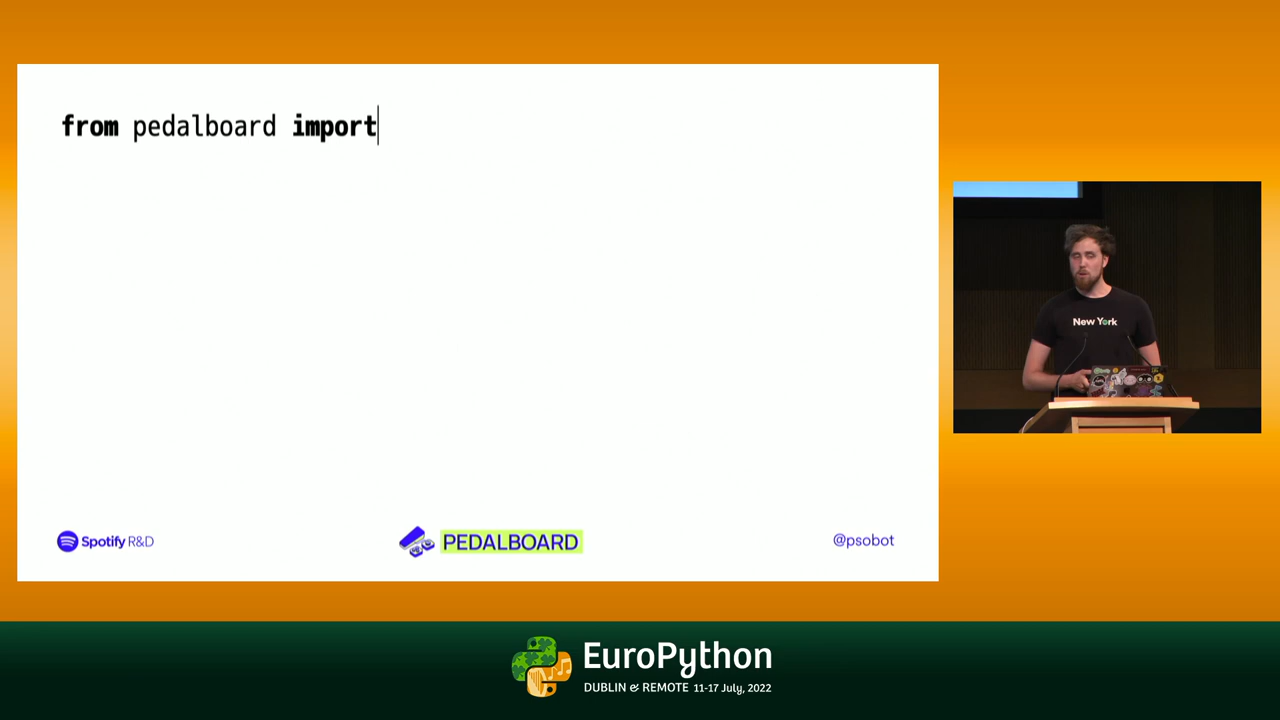 from pedalboard import
New York
Spotify R&D
PEDALBOARD
@psobot
EuroPython
DUBLIN & REMOTE 11-17 July, 2022